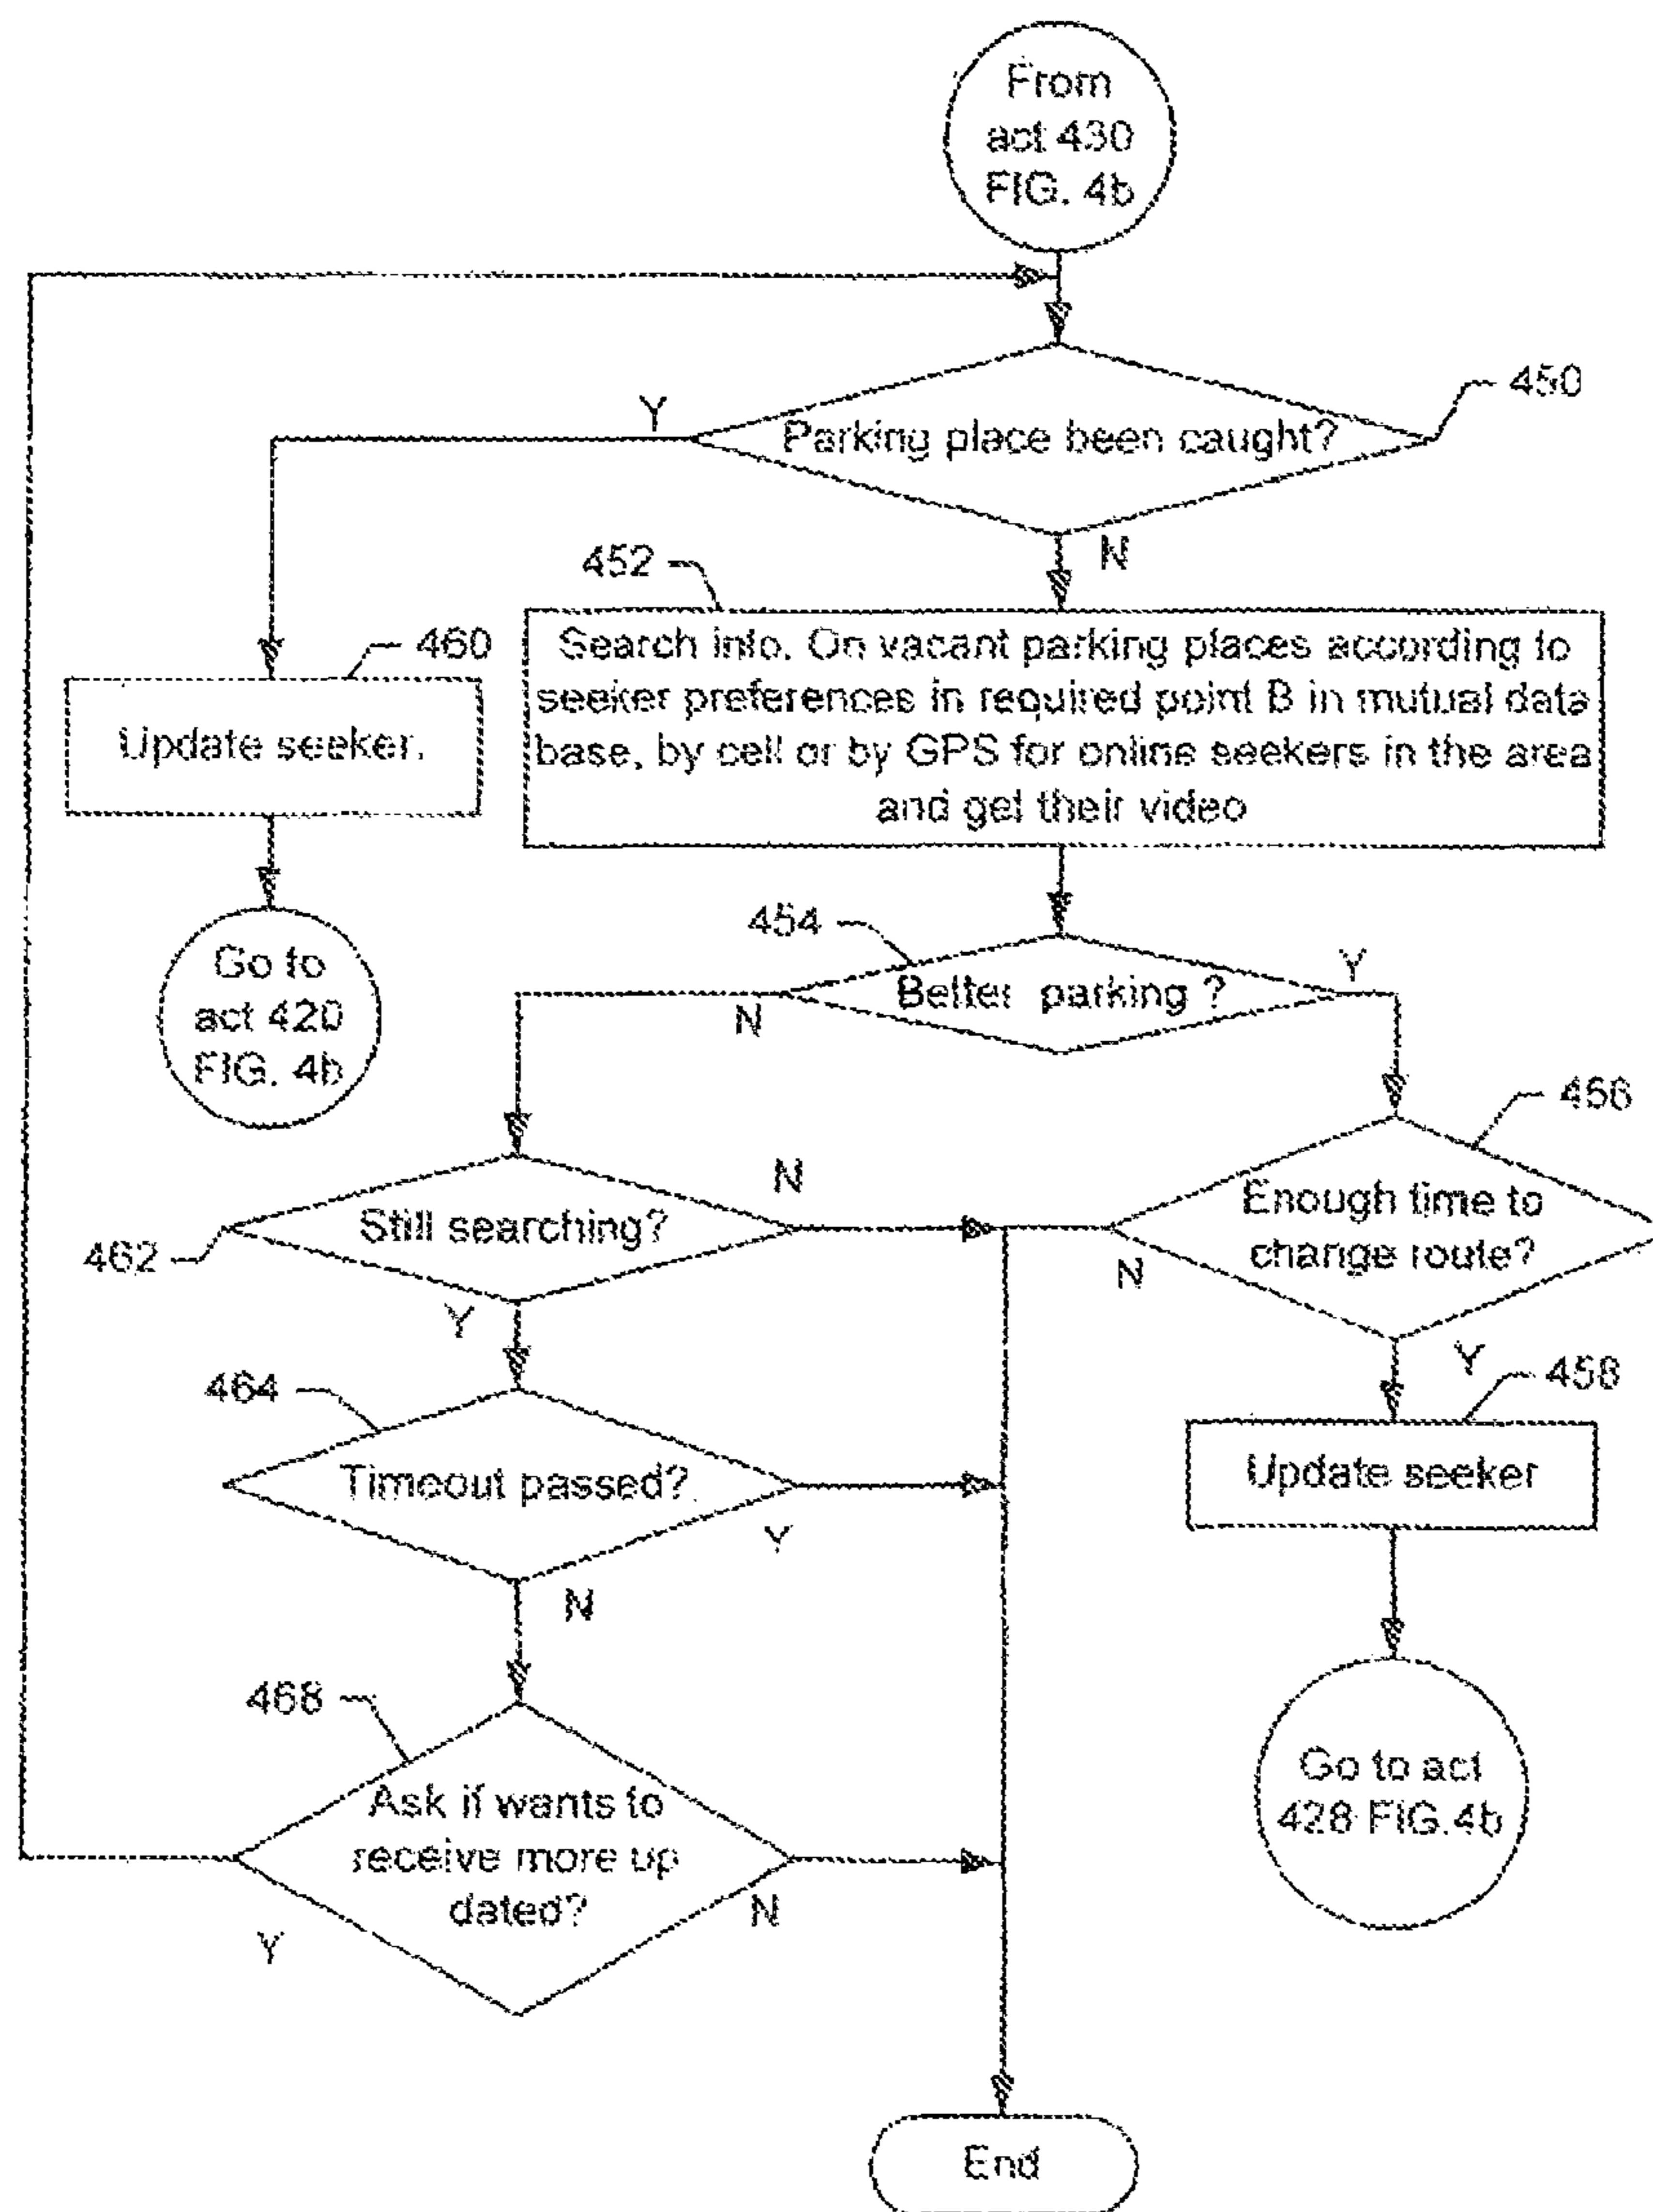 From
act 430
FIG. 4b
450
Y
Parking place been caught?
N
452
460
Search info. On vacant parking places according to
seeker preferences in required point B in mutual data
base, by cell or by GPS for online seekers in the area
and get their video
Update seeker.
454
Better parking ?
Y
N
Go to
act 420
FIG. 4b
456
N
Enough time to
change route?
Still searching?
462
N
Y
Y
458
464
Update seeker
Timeout passed?
Y
N
468
Ask if wants to
receive more up
dated?
N
Y
Go to act
428 FIG.4b
End